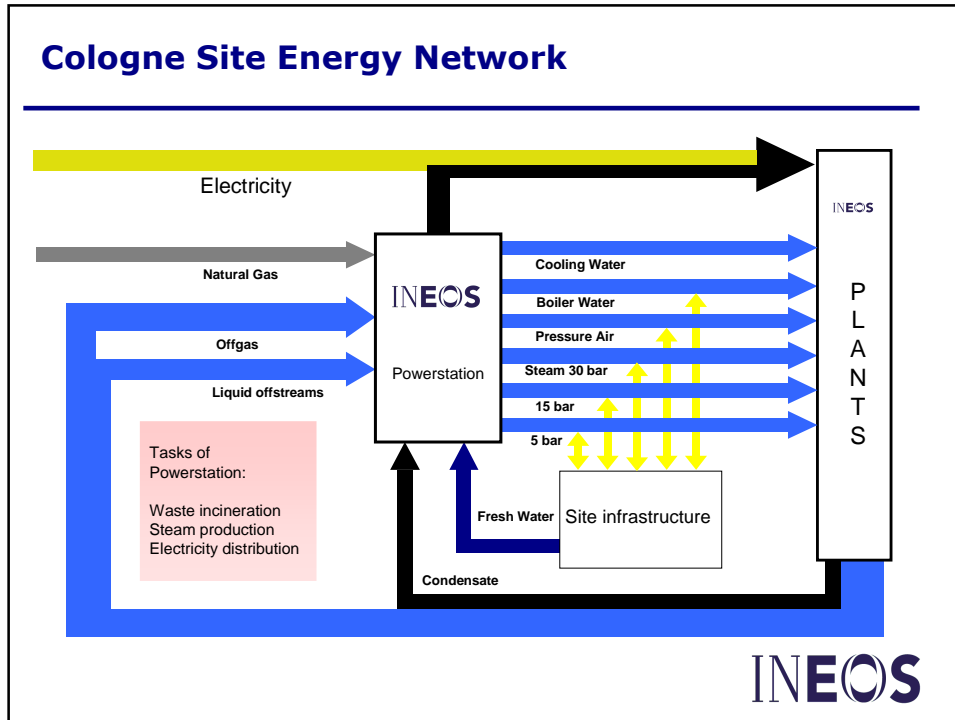 Cologne Site Energy Network
Electricity
INEOS
Natural Gas
Cooling Water
INEOS
Boiler Water
P
L
A
N
T
S
Offgas
Pressure Air
Powerstation
Steam 30 bar
Liquid offstreams
15 bar
5 bar
Tasks of
Powerstation:
Waste incineration
Steam production
Electricity distribution
Fresh Water
Site infrastructure
Condensate
INEOS